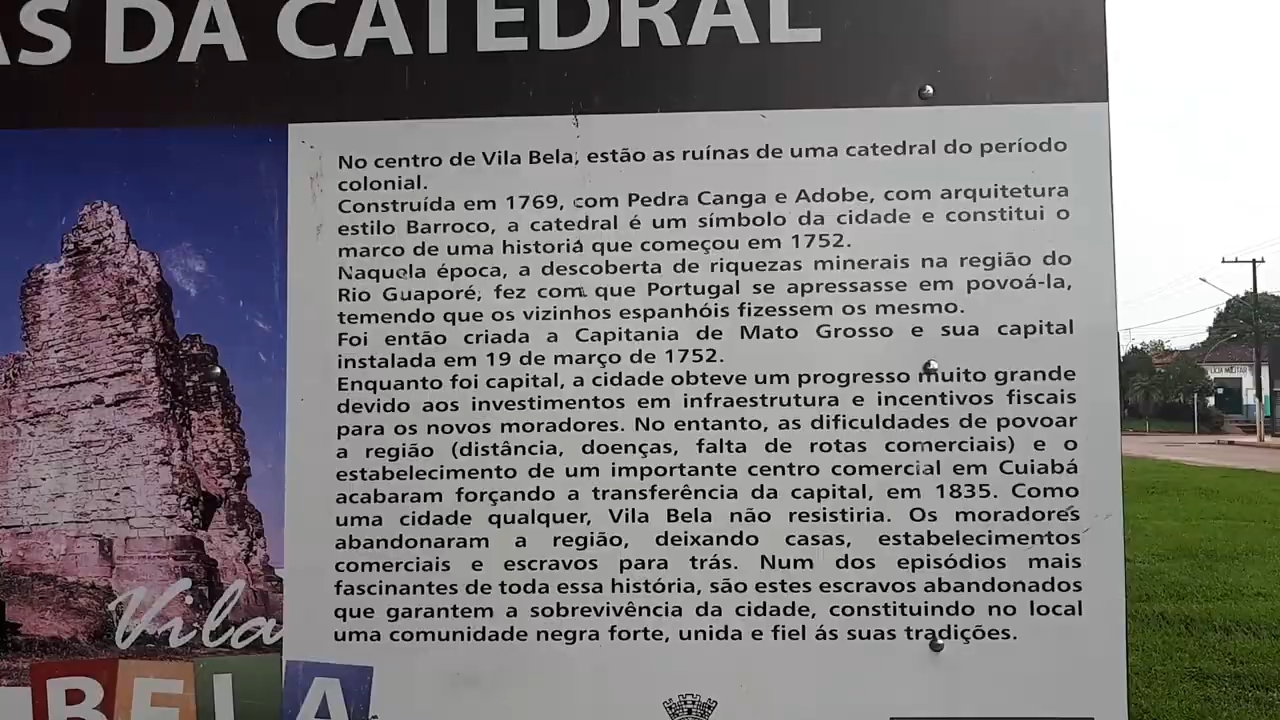 DA CATEDRAL
No centro de Vila Bela, estão as ruínas de uma catedral do período
colonial.
Construída em 1769, com Pedra Canga e Adobe, com arquitetura
estilo Barroco, a catedral é um símbolo da cidade e constitui o
marco de uma historia que começou em 1752.
Naquela época, a descoberta de riquezas minerais na região do
Rio Guaporé, fez com que Portugal se apressasse em povoá-la,
temendo que os vizinhos espanhóis fizessem os mesmo.
Foi então criada a Capitania de Mato Grosso e sua capital
instalada em 19 de março de 1752.
Enquanto foi capital, a cidade obteve um progresso muito grande
devido aos investimentos em infraestrutura e incentivos fiscais
para os novos moradores. No entanto, as dificuldades de povoar
a região (distância, doenças, falta de rotas comerciais) e o
estabelecimento de um importante centro comercial em Cuiabá
acabaram forçando a transferência da capital, em 1835. Como
uma cidade qualquer, Vila Bela não resistiria. Os moradores
abandonaram a região, deixando casas, estabelecimentos
comerciais e escravos para trás. Num dos episódios mais
fascinantes de toda essa história, são estes escravos abandonados
que garantem a sobrevivência da cidade, constituindo no local
uma comunidade negra forte, unida e fiel ás suas tradições.
Vila
BELA